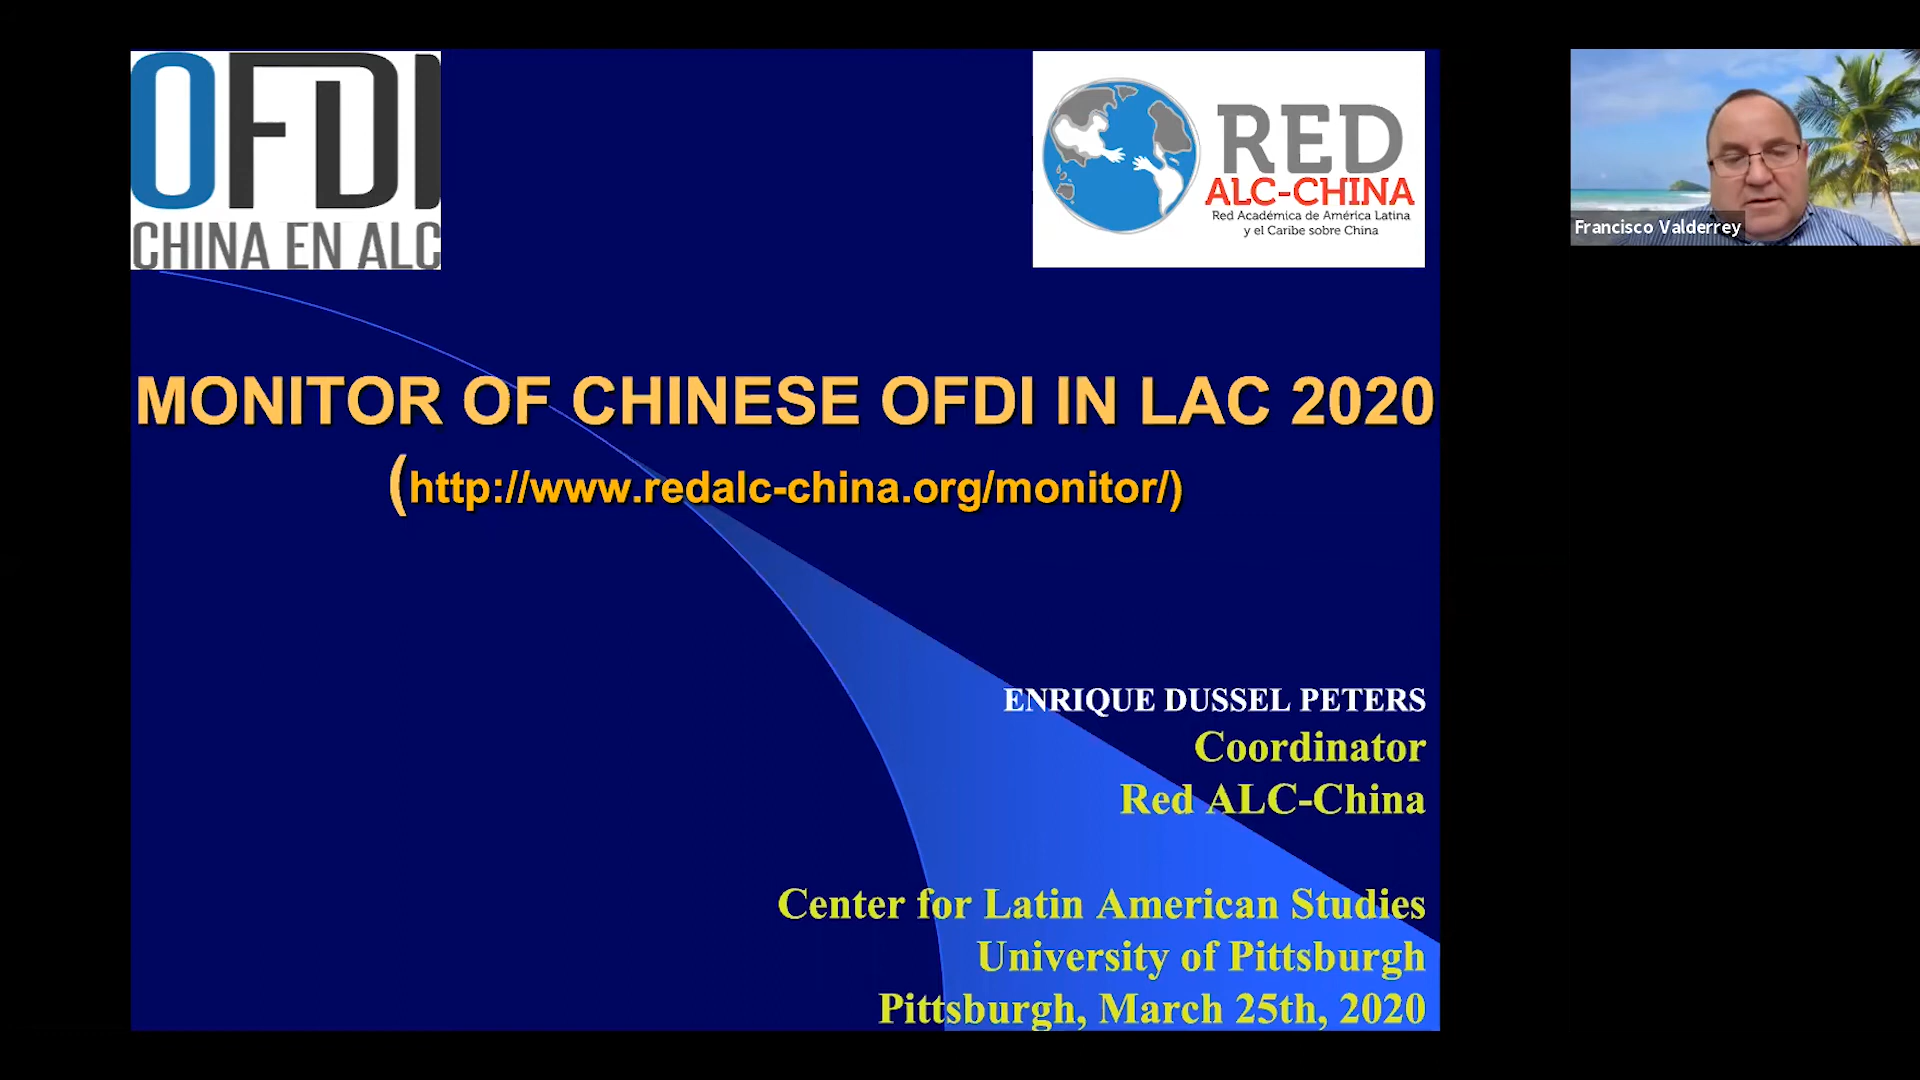 OFDI
CHINA EN ALC
RED
ALC-CHINA
Red Académica de América Latina
y el Caribe sobre China
Francisco Valderrey
MONITOR OF CHINESE OFDI IN LAC 2020
(http://www.redalc-china.org/monitor/)
ENRIQUE DUSSEL PETERS
Coordinator
Red ALC-China
Center for Latin American Studies
University of Pittsburgh
Pittsburgh, March 25th, 2020